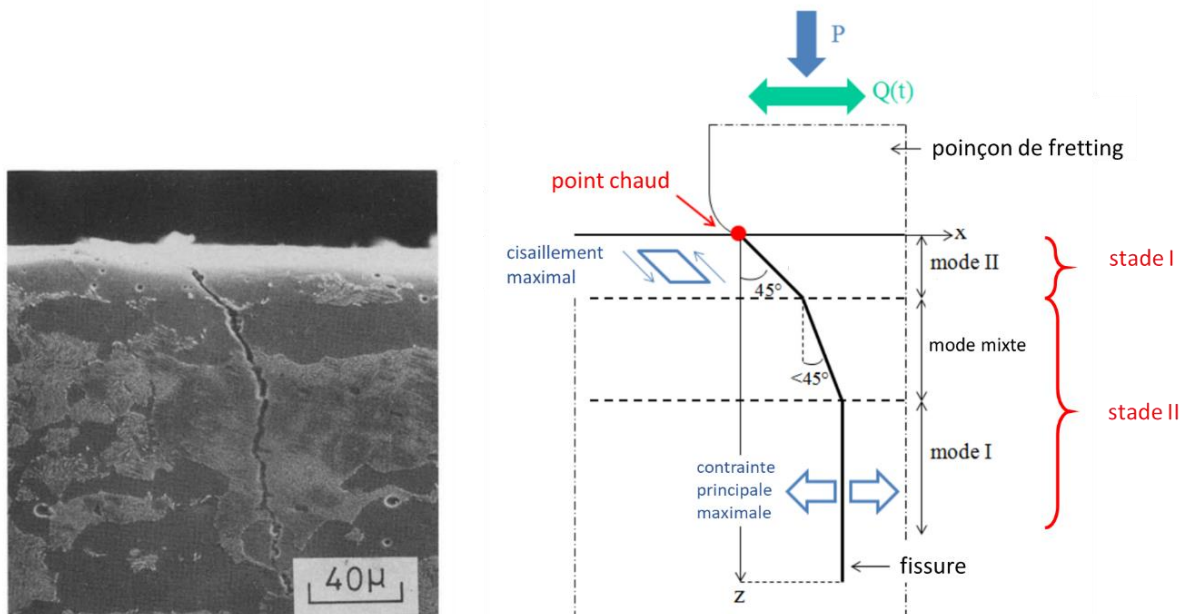 P
Q(t)
poinçon de fretting
point chaud
x
cisaillement
maximal
mode II
stade I
45°
mode mixte
<45°
stade II
mode I
contrainte
principale
maximale
fissure
z
40μ